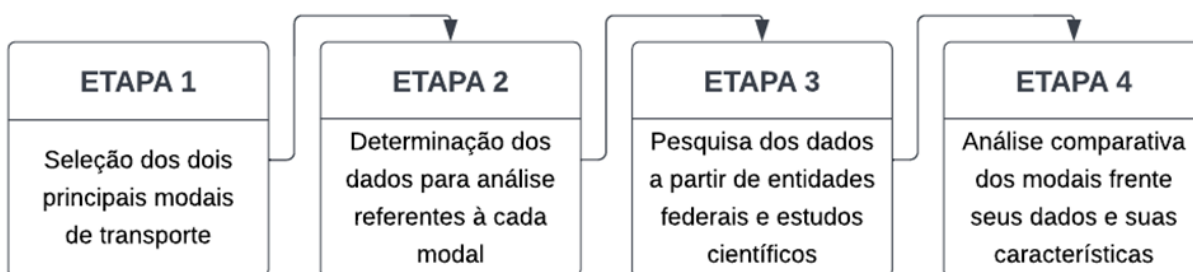 ETAPA 1
Seleção dos dois
principais modais
de transporte
ETAPA 2
Determinação dos
dados para análise
referentes à cada
modal
ETAPA 3
Pesquisa dos dados
a partir de entidades
federais e estudos
científicos
ETAPA 4
Análise comparativa
dos modais frente
seus dados e suas
características